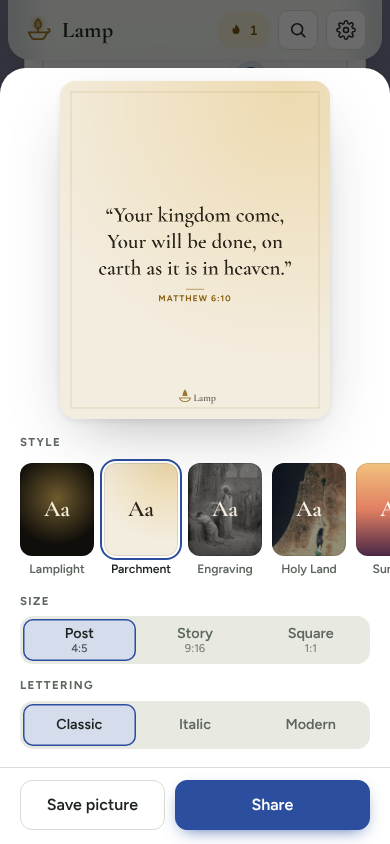 Lamp
1
“Your kingdom come,
Your will be done, on
earth as it is in heaven.”
MATTHEW 6:10
Lamp
STYLE
Aa
Aa
Aa
Aa
A
Lamplight
Parchment
Engraving
Holy Land
Sun
SIZE
Post
Story
Square
4:5
9:16
1:1
LETTERING
Classic
Italic
Modern
Save picture
Share